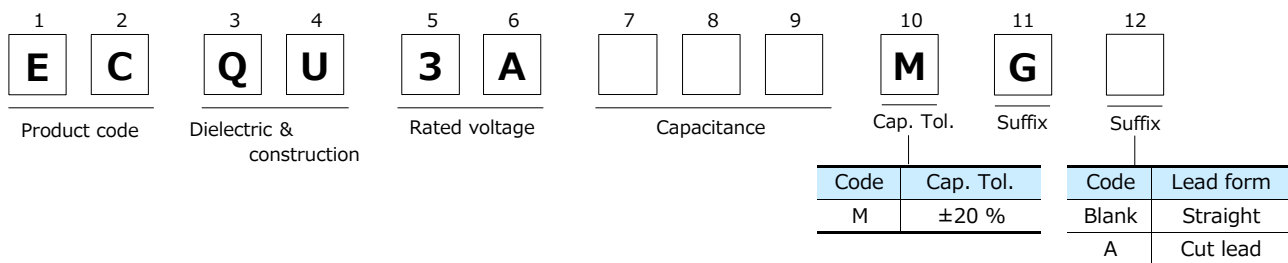 1 2 3 4 5 6 7 8 9 10 11 12
E C Q U 3 A M G
Product code Dielectric & construction Rated voltage Capacitance Cap. Tol. Suffix Suffix
Code Cap. Tol. Code Lead form
M ±20 % Blank Straight
A Cut lead